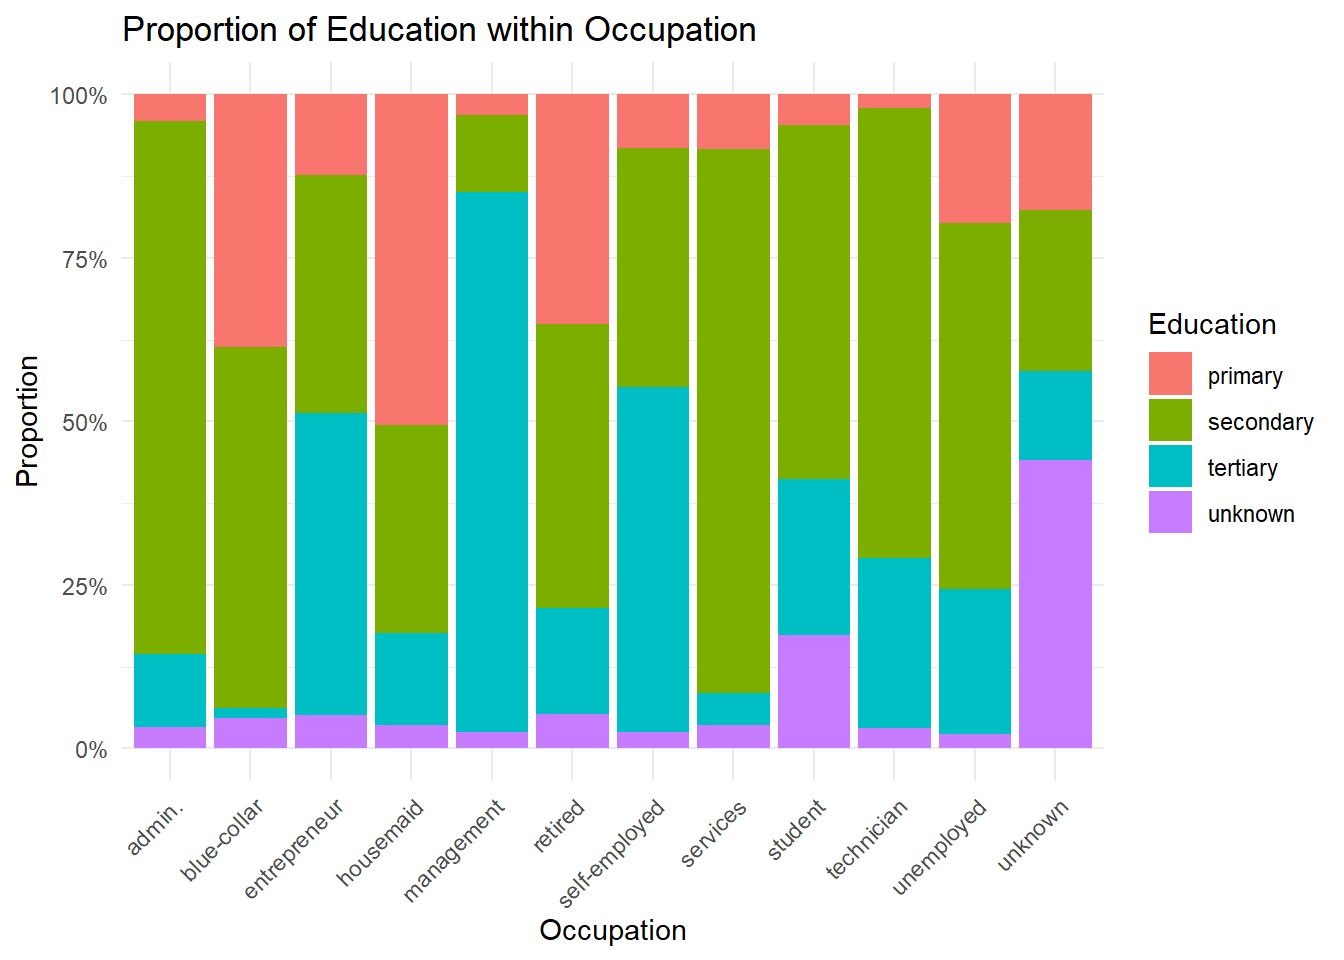 Proportion of Education within Occupation
100%
75%
50%
25%
0%
Proportion
admin.
blue-collar
entrepreneur
housemaid
management
retired
self-employed
services
student
technician
unemployed
unknown
Occupation
Education
primary
secondary
tertiary
unknown